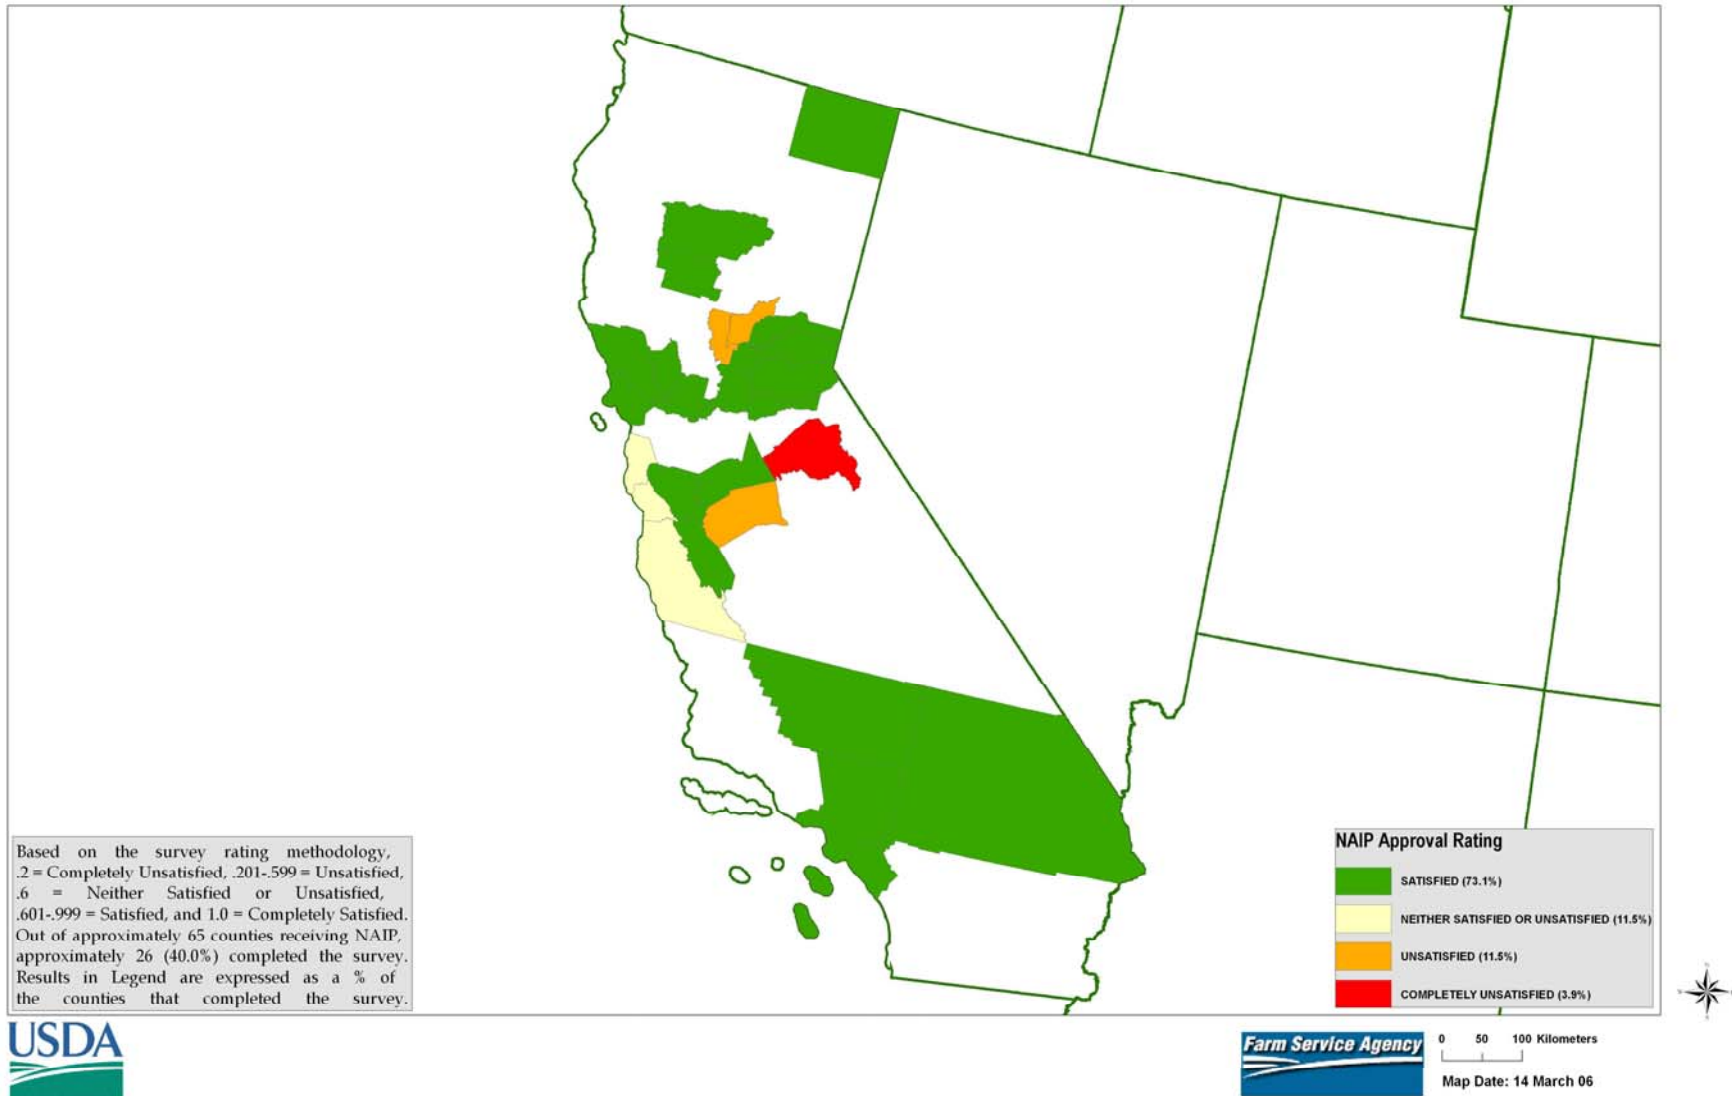 Based on the survey rating methodology,
.2 = Completely Unsatisfied, .201-.599 = Unsatisfied,
.6 = Neither Satisfied or Unsatisfied,
.601-.999 = Satisfied, and 1.0 = Completely Satisfied.
Out of approximately 65 counties receiving NAIP,
approximately 26 (40.0%) completed the survey.
Results in Legend are expressed as a % of
the counties that completed the survey.
NAIP Approval Rating
SATISFIED (73.1%)
NEITHER SATISFIED OR UNSATISFIED (11.5%)
UNSATISFIED (11.5%)
COMPLETELY UNSATISFIED (3.9%)
USDA
Farm Service Agency
0 50 100 Kilometers
Map Date: 14 March 06